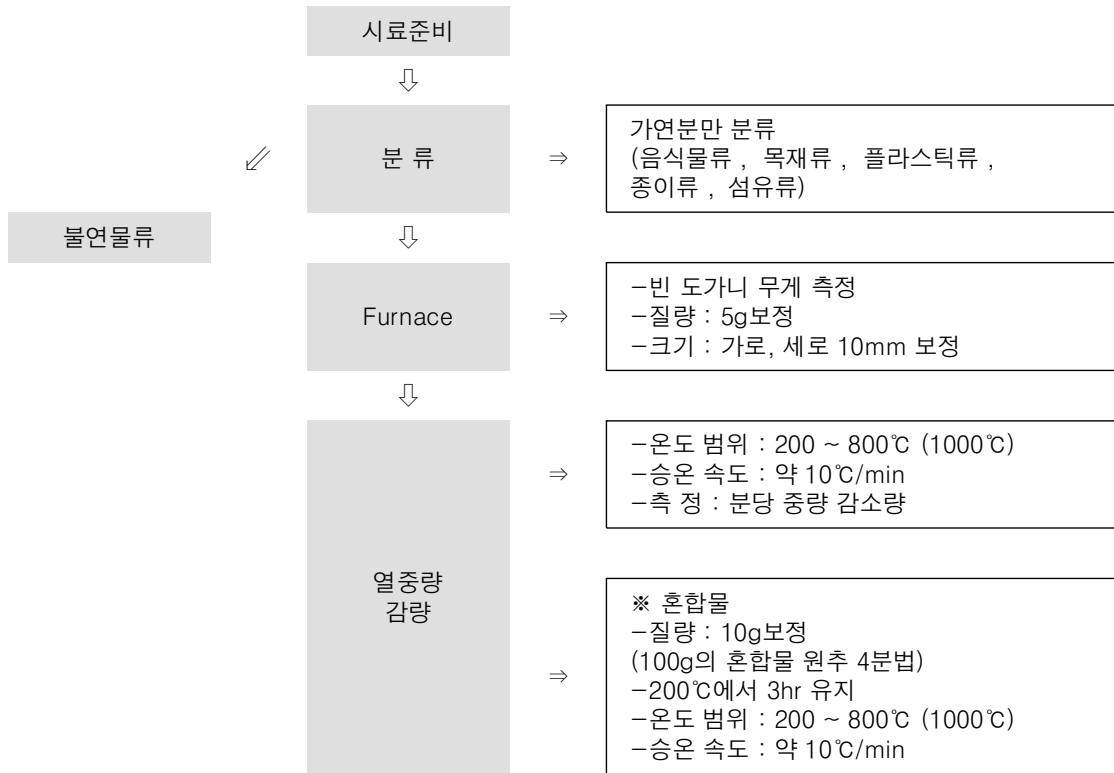 시료준비
⇩
분 류
⇒
가연분만 분류
(음식물류 , 목재류 , 플라스틱류 ,
종이류 , 섬유류)
⇙
불연물류
⇩
Furnace
⇒
-빈 도가니 무게 측정
-질량 : 5g보정
-크기 : 가로, 세로 10mm 보정
⇩
열중량
감량
⇒
-온도 범위 : 200 ~ 800℃ (1000℃)
-승온 속도 : 약 10℃/min
-측 정 : 분당 중량 감소량
⇒
※ 혼합물
-질량 : 10g보정
(100g의 혼합물 원추 4분법)
-200℃에서 3hr 유지
-온도 범위 : 200 ~ 800℃ (1000℃)
-승온 속도 : 약 10℃/min